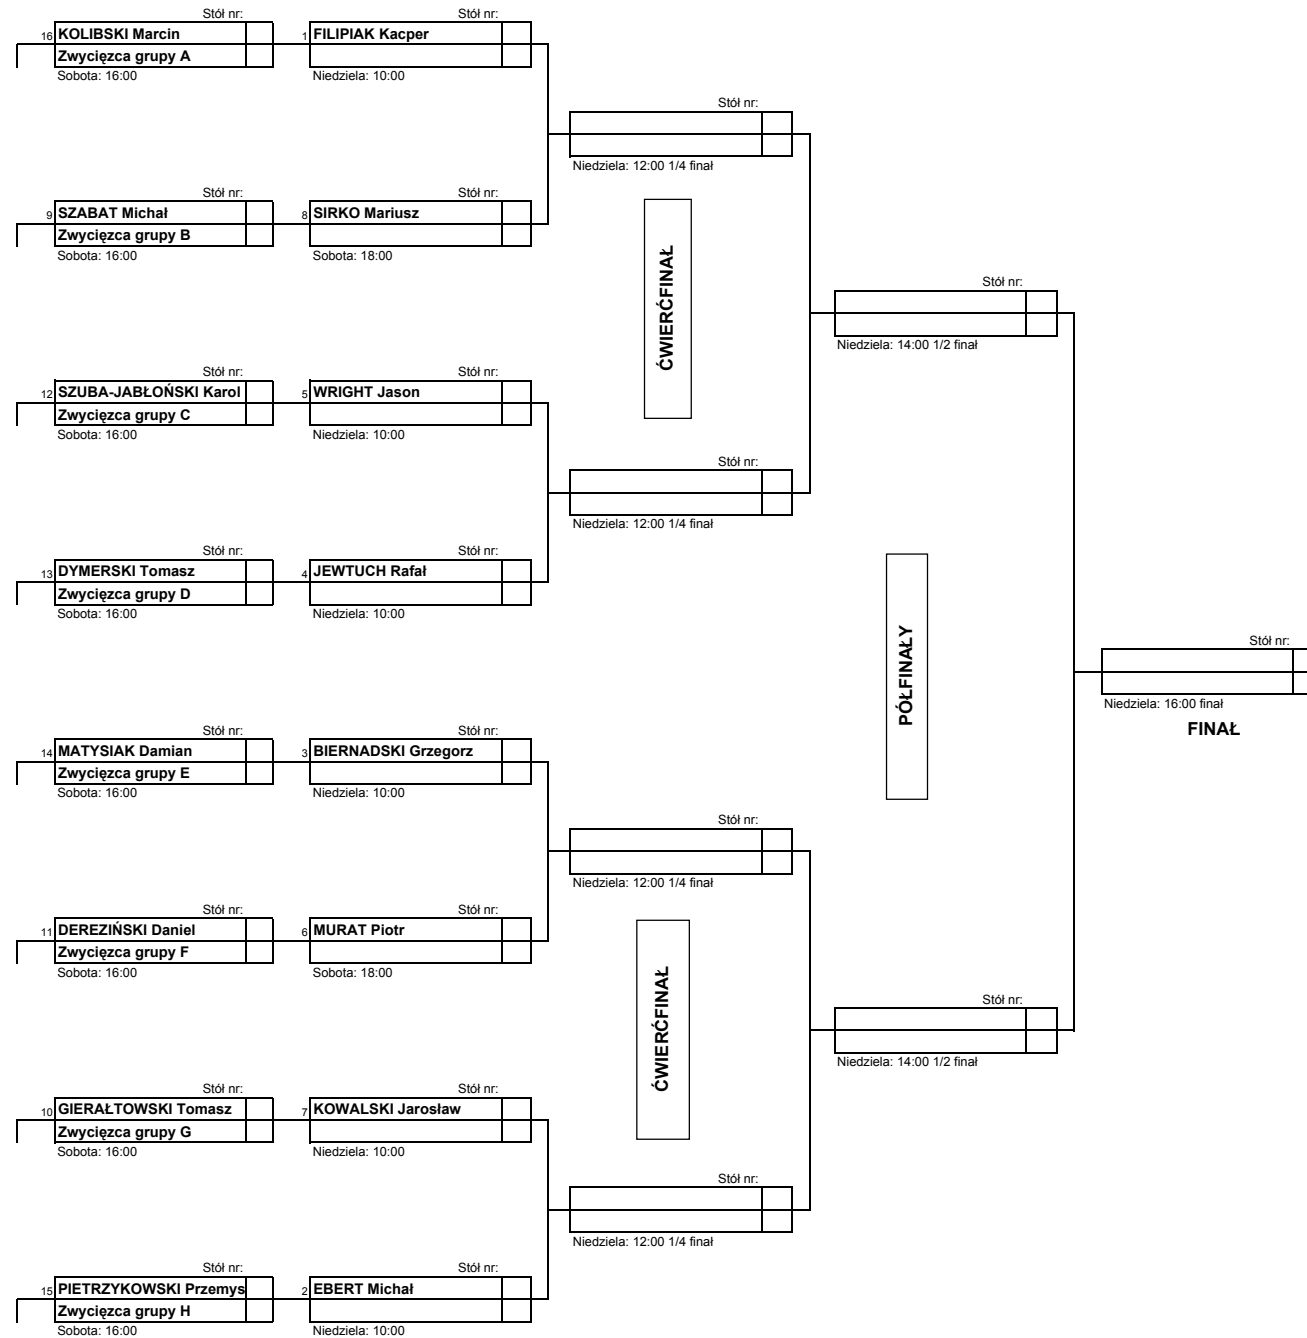 Stół nr:
Stół nr:
16 KOLIBSKI Marcin
1 FILIPIAK Kacper
Zwycięzca grupy A
Sobota: 16:00
Niedziela: 10:00
Stół nr:
Niedziela: 12:00 1/4 finał
Stół nr:
Stół nr:
9 SZABAT Michał
8 SIRKO Mariusz
Zwycięzca grupy B
Sobota: 16:00
Sobota: 18:00
ĆWIERĆFINAŁ
Stół nr:
Niedziela: 14:00 1/2 finał
Stół nr:
Stół nr:
12 SZUBA-JABŁOŃSKI Karol
5 WRIGHT Jason
Zwycięzca grupy C
Sobota: 16:00
Niedziela: 10:00
Stół nr:
Niedziela: 12:00 1/4 finał
Stół nr:
Stół nr:
13 DYMERSKI Tomasz
4 JEWTUCH Rafał
Zwycięzca grupy D
Sobota: 16:00
Niedziela: 10:00
PÓŁFINAŁY
Stół nr:
Niedziela: 16:00 finał
FINAŁ
Stół nr:
Stół nr:
14 MATYSIAK Damian
3 BIERNADSKI Grzegorz
Zwycięzca grupy E
Sobota: 16:00
Niedziela: 10:00
Stół nr:
Niedziela: 12:00 1/4 finał
Stół nr:
Stół nr:
11 DEREZIŃSKI Daniel
6 MURAT Piotr
Zwycięzca grupy F
Sobota: 16:00
Sobota: 18:00
ĆWIERĆFINAŁ
Stół nr:
Niedziela: 14:00 1/2 finał
Stół nr:
Stół nr:
10 GIERAŁTOWSKI Tomasz
7 KOWALSKI Jarosław
Zwycięzca grupy G
Sobota: 16:00
Niedziela: 10:00
Stół nr:
Niedziela: 12:00 1/4 finał
Stół nr:
Stół nr:
15 PIETRZYKOWSKI Przemys
2 EBERT Michał
Zwycięzca grupy H
Sobota: 16:00
Niedziela: 10:00